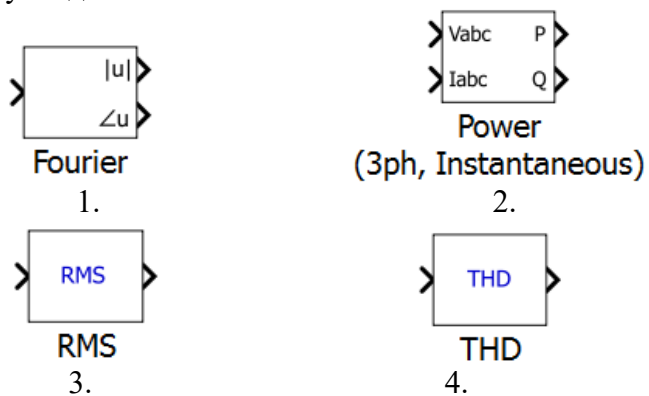 |u|
∠u
Fourier
1.
Vabc P
Iabc Q
Power
(3ph, Instantaneous)
2.
RMS
RMS
3.
THD
THD
4.